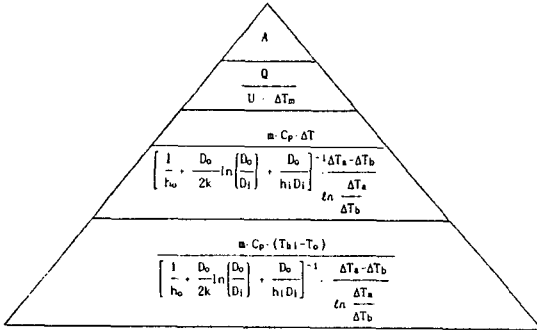 A
Q
U · ΔTm
m·Cp·ΔT
[ 1/ho + Do/2k ln(Do/Di) + Do/hiDi ]⁻¹ · ΔTa-ΔTb / ln ΔTa/ΔTb
m·Cp·(Thi-To)
[ 1/ho + Do/2k ln(Do/Di) + Do/hiDi ]⁻¹ · ΔTa-ΔTb / ln ΔTa/ΔTb